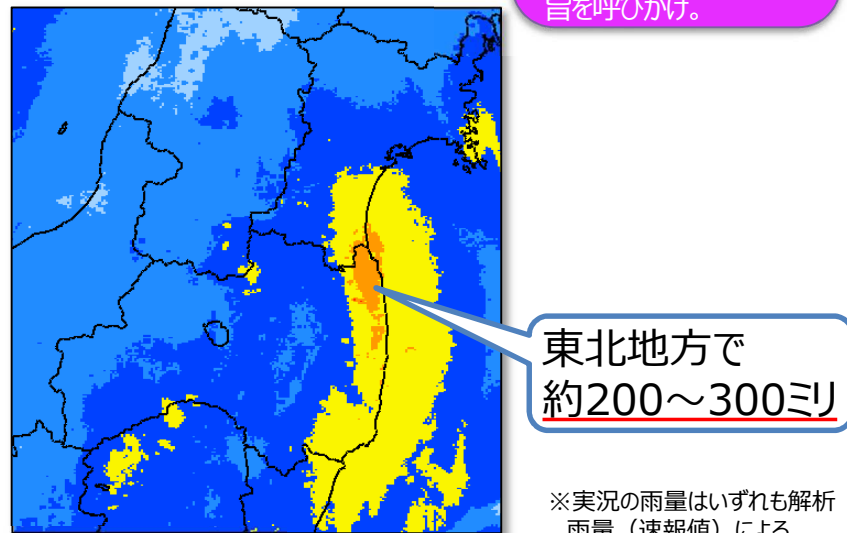 旨を呼びかけ。
東北地方で
約200～300ミリ
※実況の雨量はいずれも解析
雨量（速報値）による